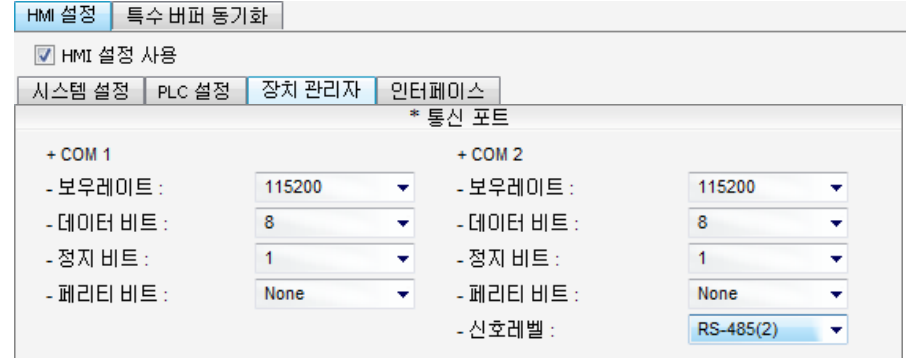 HMI 설정 특수 버퍼 동기화
HMI 설정 사용
시스템 설정 PLC 설정 장치 관리자 인터페이스
* 통신 포트
+ COM 1 + COM 2
- 보우레이트 : 115200 - 보우레이트 : 115200
- 데이터 비트 : 8 - 데이터 비트 : 8
- 정지 비트 : 1 - 정지 비트 : 1
- 페리티 비트 : None - 페리티 비트 : None
- 신호레벨 : RS-485(2)